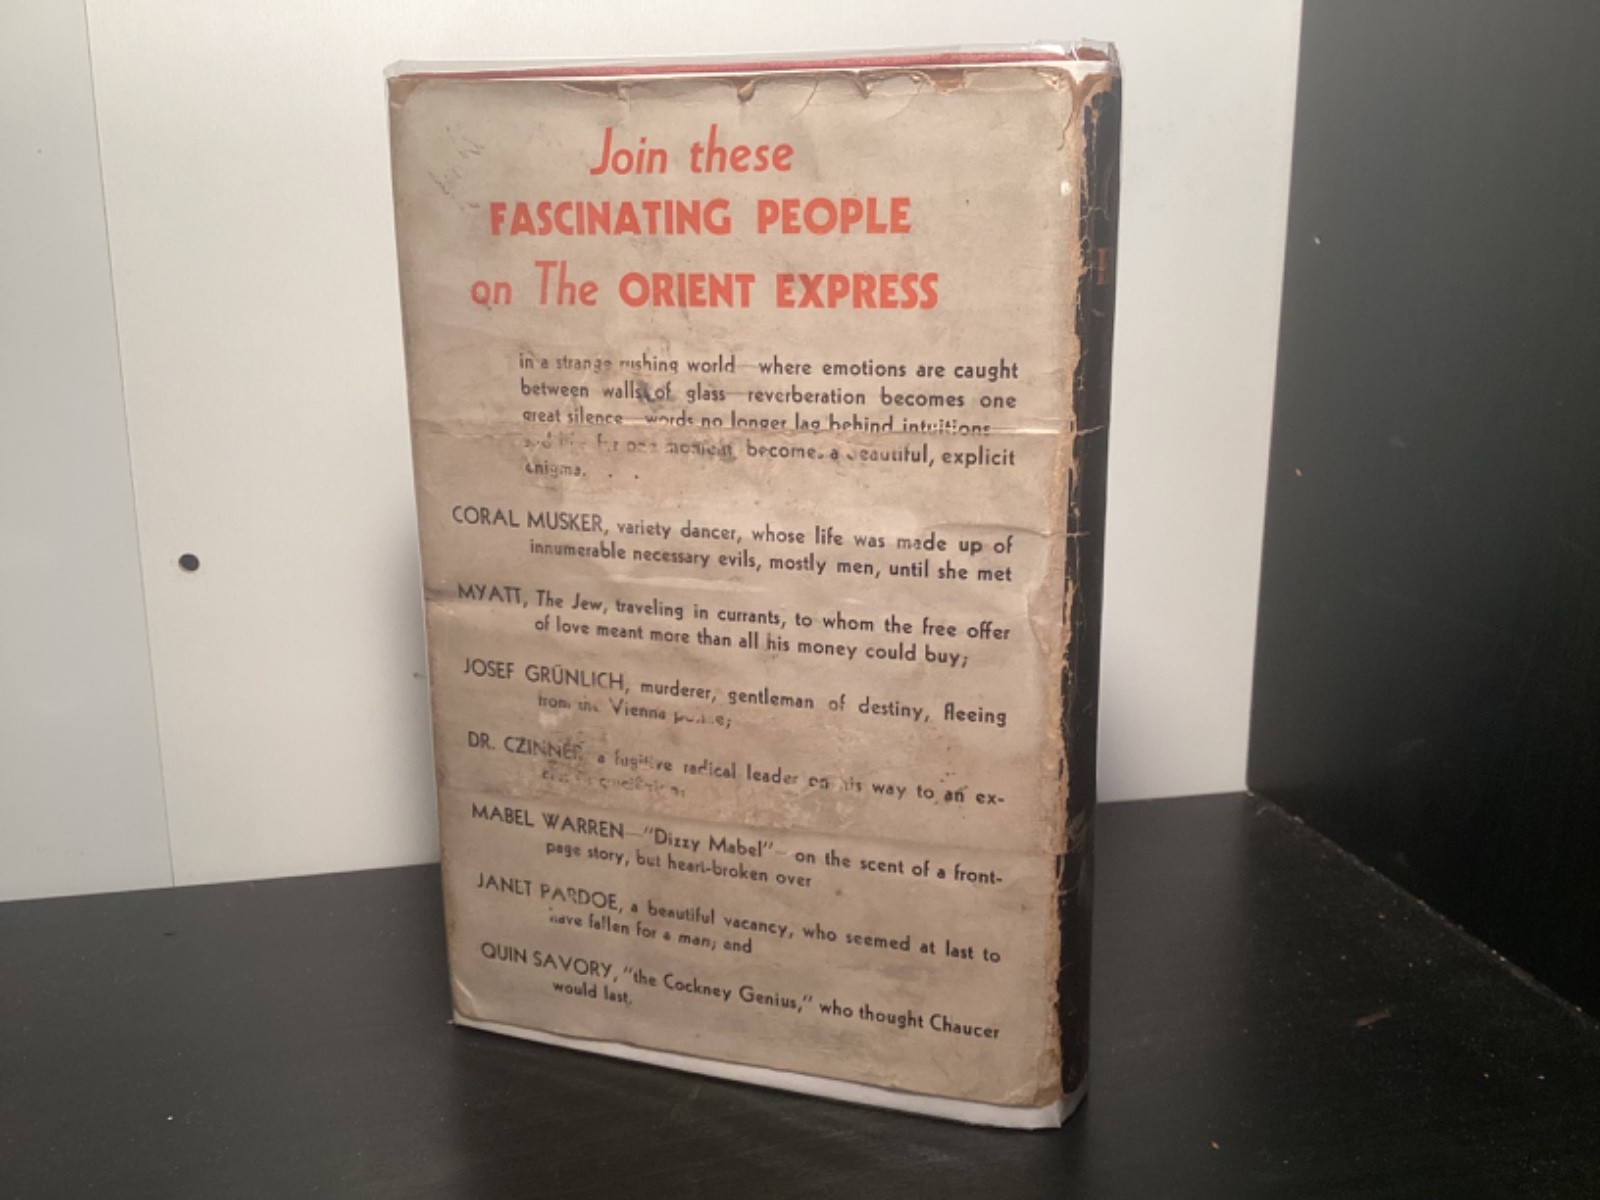 Join these
FASCINATING PEOPLE
on The ORIENT EXPRESS
in a strange rushing world—where emotions are caught
between walls of glass—reverberation becomes one
great silence—words no longer lag behind intuitions—
and for one moment, become, a beautiful, explicit
enigma.
CORAL MUSKER, variety dancer, whose life was made up of
innumerable necessary evils, mostly men, until she met
MYATT, The Jew, traveling in currants, to whom the free offer
of love meant more than all his money could buy;
JOSEF GRÜNLICH, murderer, gentleman of destiny, fleeing
from the Vienna police;
DR. CZINNER, a fugitive radical leader on his way to an ex-
MABEL WARREN—"Dizzy Mabel"—on the scent of a front-
page story, but heart-broken over
JANET PARDOE, a beautiful vacancy, who seemed at last to
have fallen for a man; and
QUIN SAVORY, "the Cockney Genius," who thought Chaucer
would last.